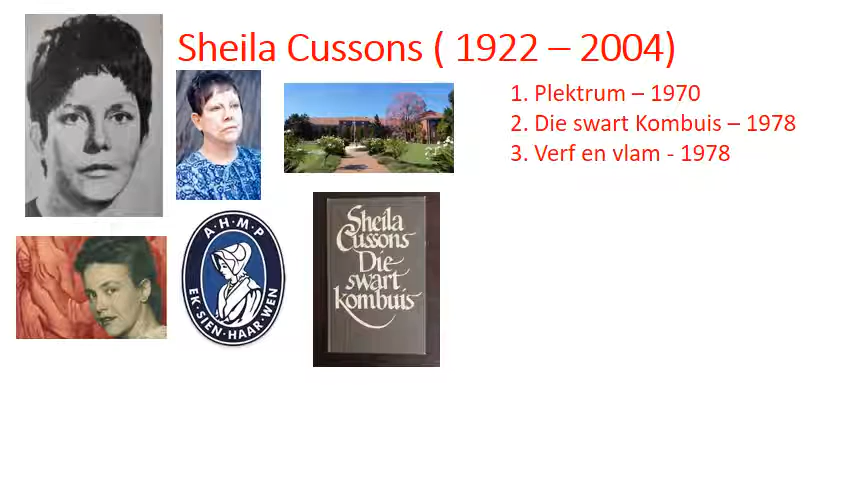 Sheila Cussons ( 1922 – 2004)
1. Plektrum – 1970
2. Die swart Kombuis – 1978
3. Verf en vlam - 1978
A·H·M·P
EK·SIEN·HAAR·WEN
Sheila
Cussons
Die
swart
kombuis